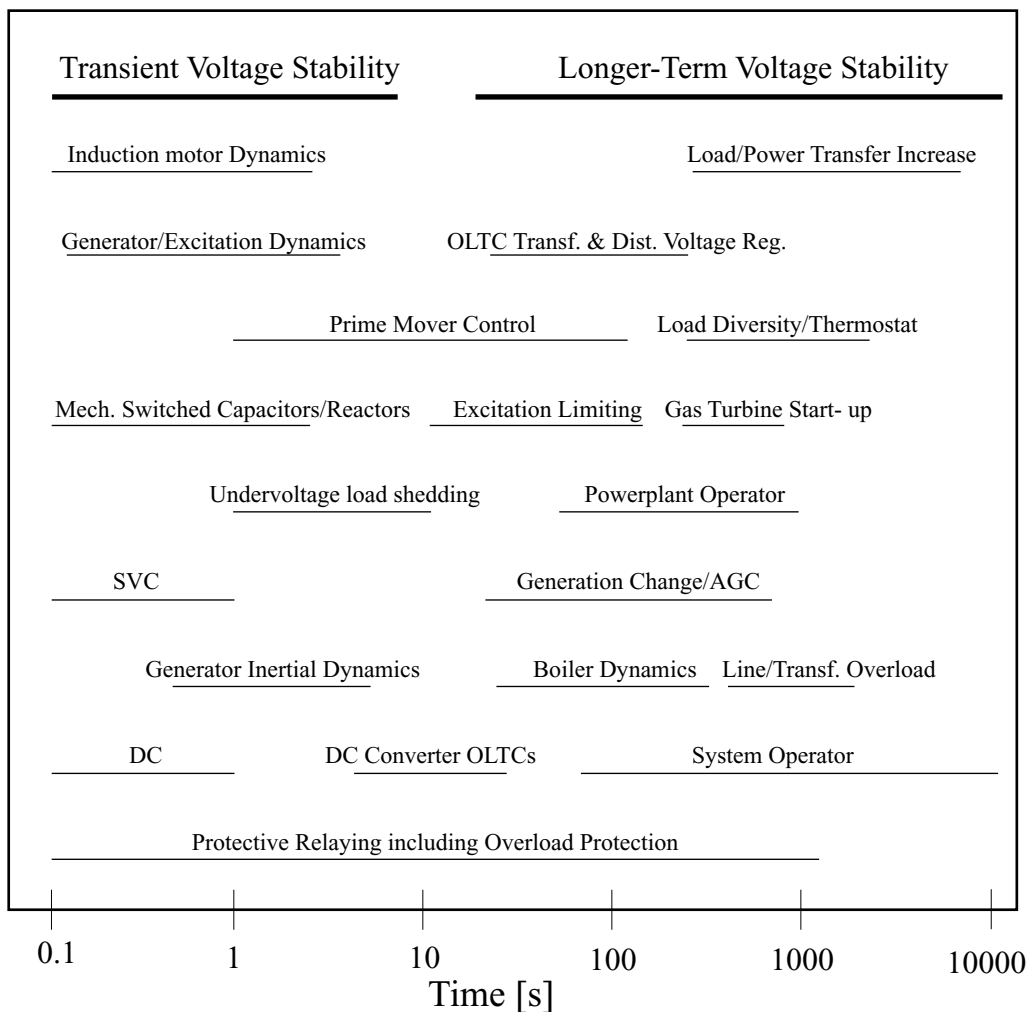 Transient Voltage Stability
Longer-Term Voltage Stability
Induction motor Dynamics
Load/Power Transfer Increase
Generator/Excitation Dynamics
OLTC Transf. & Dist. Voltage Reg.
Prime Mover Control
Load Diversity/Thermostat
Mech. Switched Capacitors/Reactors
Excitation Limiting
Gas Turbine Start- up
Undervoltage load shedding
Powerplant Operator
SVC
Generation Change/AGC
Generator Inertial Dynamics
Boiler Dynamics
Line/Transf. Overload
DC
DC Converter OLTCs
System Operator
Protective Relaying including Overload Protection
0.1
1
10
100
1000
10000
Time [s]